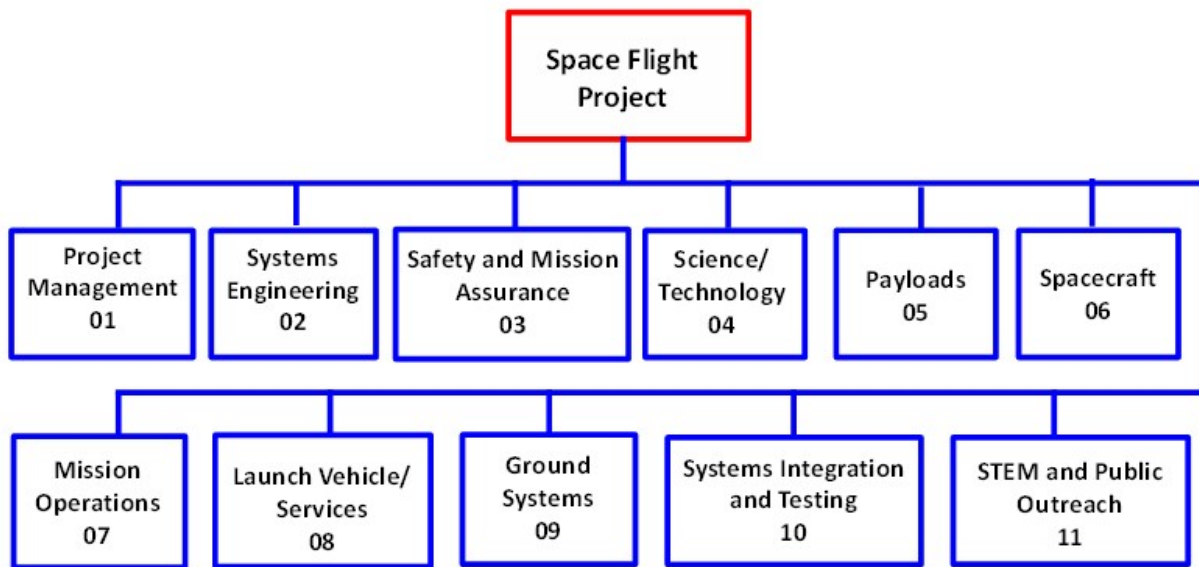 Space Flight
Project
Project
Management
01
Systems
Engineering
02
Safety and Mission
Assurance
03
Science/
Technology
04
Payloads
05
Spacecraft
06
Mission
Operations
07
Launch Vehicle/
Services
08
Ground
Systems
09
Systems Integration
and Testing
10
STEM and Public
Outreach
11